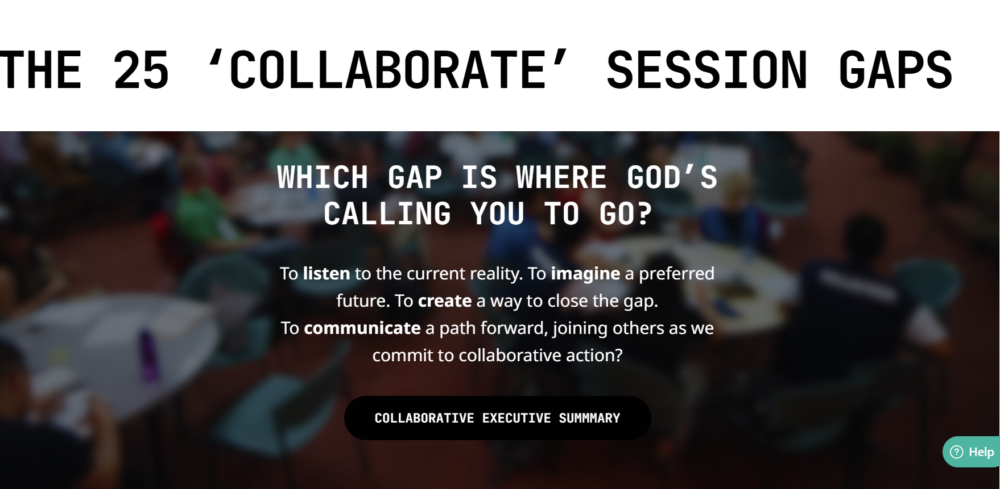 THE 25 ‘COLLABORATE’ SESSION GAPS
WHICH GAP IS WHERE GOD’S
CALLING YOU TO GO?
To listen to the current reality. To imagine a preferred
future. To create a way to close the gap.
To communicate a path forward, joining others as we
commit to collaborative action?
COLLABORATIVE EXECUTIVE SUMMMARY
Help